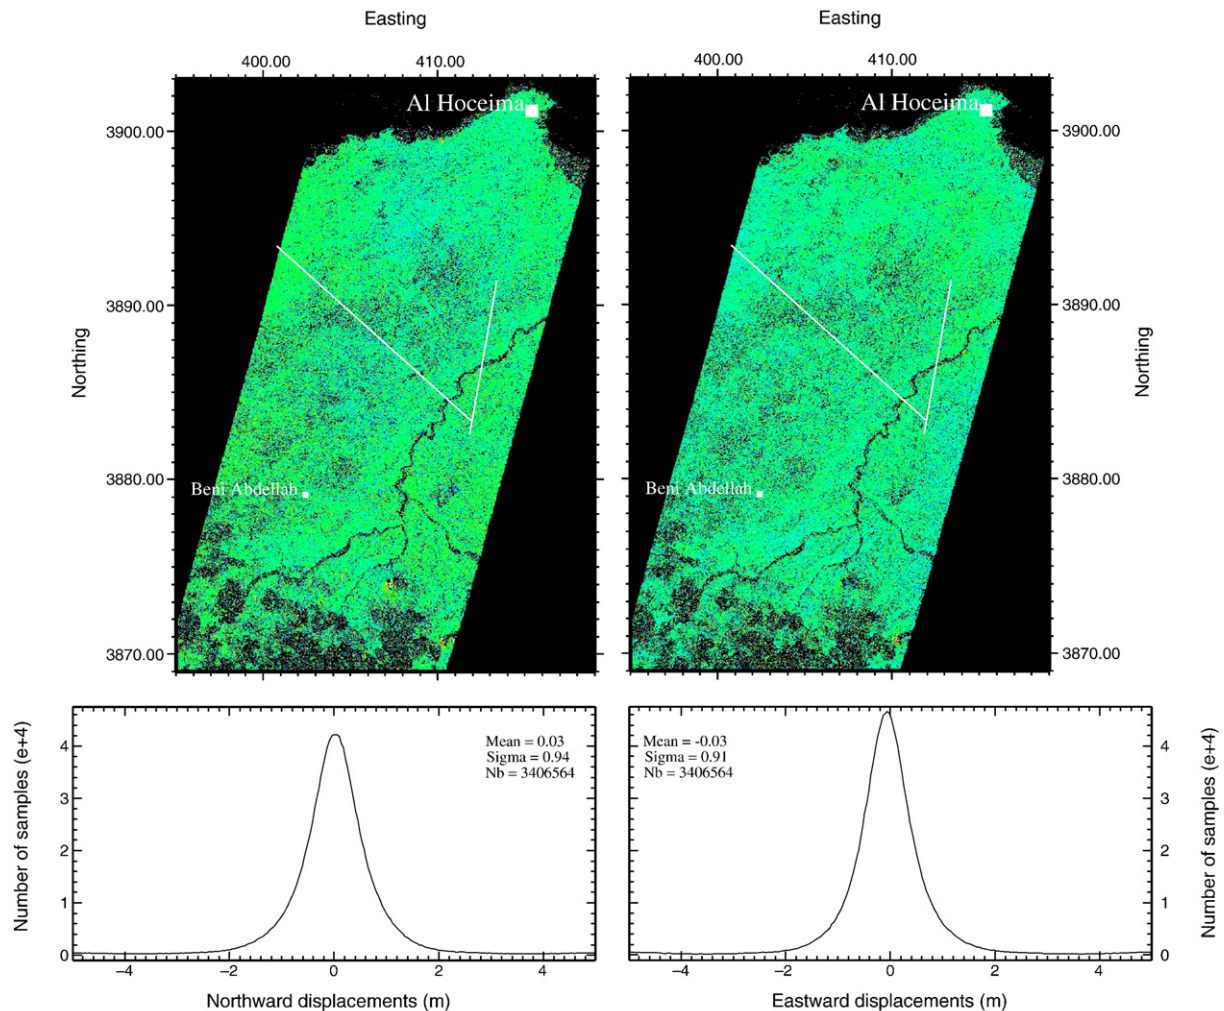 Easting
Easting
400.00 410.00
400.00 410.00
Al Hoceima
Al Hoceima
3900.00
3900.00
3890.00
3890.00
Northing
Northing
3880.00
3880.00
Beni Abdellah
Beni Abdellah
3870.00
3870.00
Number of samples (e+4)
4
3
2
1
0
Mean = 0.03
Sigma = 0.94
Nb = 3406564
−4 −2 0 2 4
Northward displacements (m)
Mean = -0.03
Sigma = 0.91
Nb = 3406564
4
3
2
1
0
Number of samples (e+4)
−4 −2 0 2 4
Eastward displacements (m)